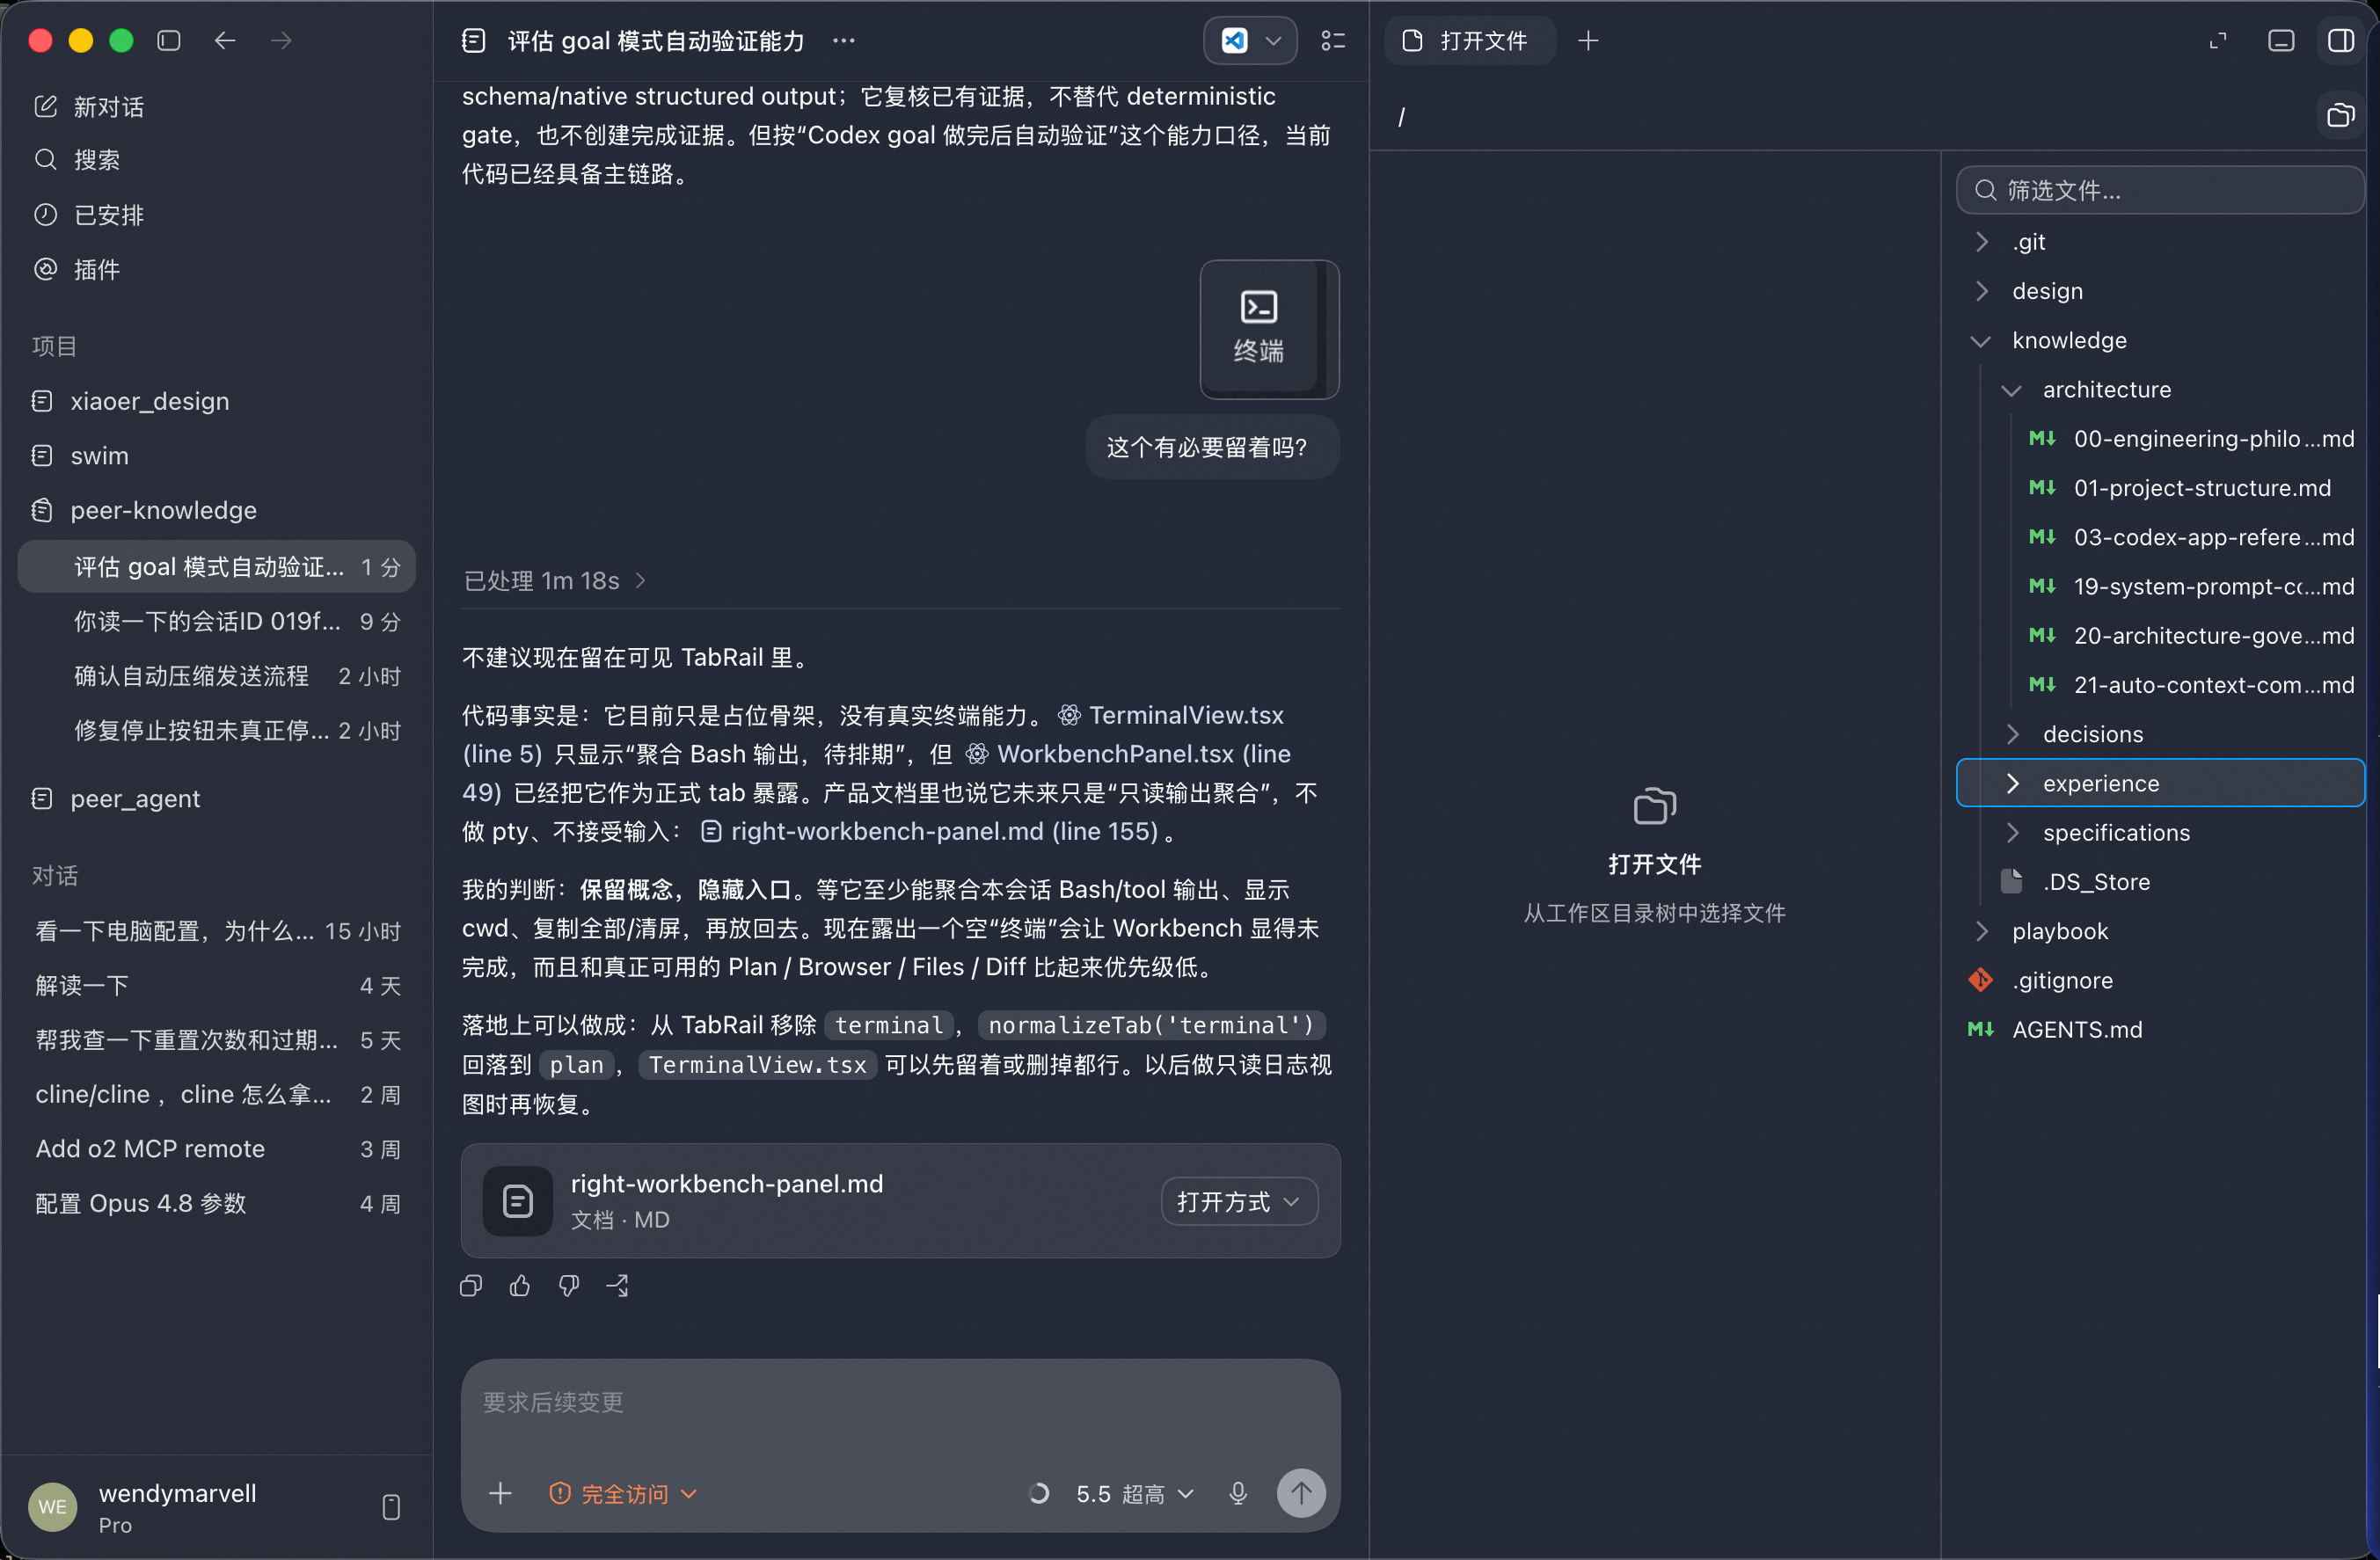 新对话
搜索
已安排
插件
项目
xiaoer_design
swim
peer-knowledge
评估 goal 模式自动验证... 1 分
你读一下的会话ID 019f... 9 分
确认自动压缩发送流程 2 小时
修复停止按钮未真正停... 2 小时
peer_agent
对话
看一下电脑配置，为什么... 15 小时
解读一下 4 天
帮我查一下重置次数和过期... 5 天
cline/cline ，cline 怎么拿... 2 周
Add o2 MCP remote 3 周
配置 Opus 4.8 参数 4 周
WE
wendymarvell
Pro
评估 goal 模式自动验证能力
schema/native structured output；它复核已有证据，不替代 deterministic
gate，也不创建完成证据。但按“Codex goal 做完后自动验证”这个能力口径，当前
代码已经具备主链路。
终端
这个有必要留着吗？
已处理 1m 18s
不建议现在留在可见 TabRail 里。
代码事实是：它目前只是占位骨架，没有真实终端能力。 TerminalView.tsx
(line 5) 只显示“聚合 Bash 输出，待排期”，但 WorkbenchPanel.tsx (line
49) 已经把它作为正式 tab 暴露。产品文档里也说它未来只是“只读输出聚合”，不
做 pty、不接受输入： right-workbench-panel.md (line 155) 。
我的判断：保留概念，隐藏入口。等它至少能聚合本会话 Bash/tool 输出、显示
cwd、复制全部/清屏，再放回去。现在露出一个空“终端”会让 Workbench 显得未
完成，而且和真正可用的 Plan / Browser / Files / Diff 比起来优先级低。
落地上可以做成：从 TabRail 移除 terminal ， normalizeTab('terminal')
回落到 plan ， TerminalView.tsx 可以先留着或删掉都行。以后做只读日志视
图时再恢复。
right-workbench-panel.md
文档 · MD
打开方式
要求后续变更
完全访问
5.5 超高
打开文件
/
打开文件
从工作区目录树中选择文件
筛选文件...
.git
design
knowledge
architecture
M↓ 00-engineering-philo...md
M↓ 01-project-structure.md
M↓ 03-codex-app-refere...md
M↓ 19-system-prompt-cc...md
M↓ 20-architecture-gove...md
M↓ 21-auto-context-com...md
decisions
experience
specifications
.DS_Store
playbook
.gitignore
M↓ AGENTS.md